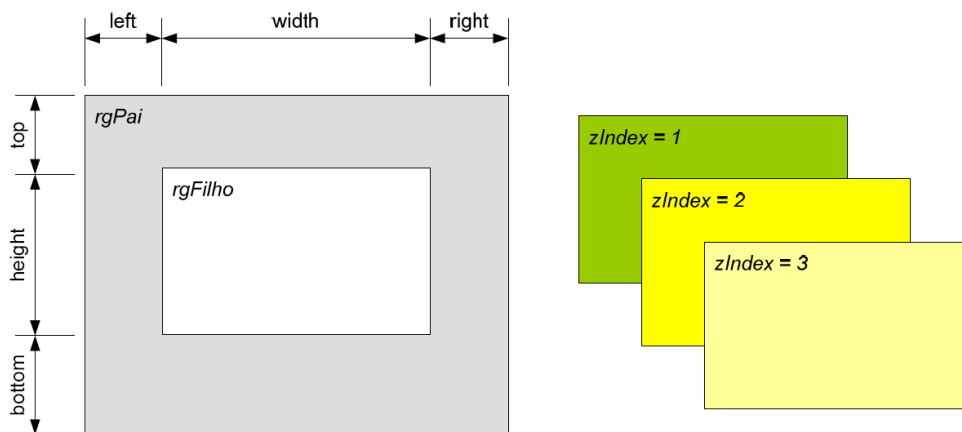 left
width
right
top
height
bottom
rgPai
rgFilho
zIndex = 1
zIndex = 2
zIndex = 3